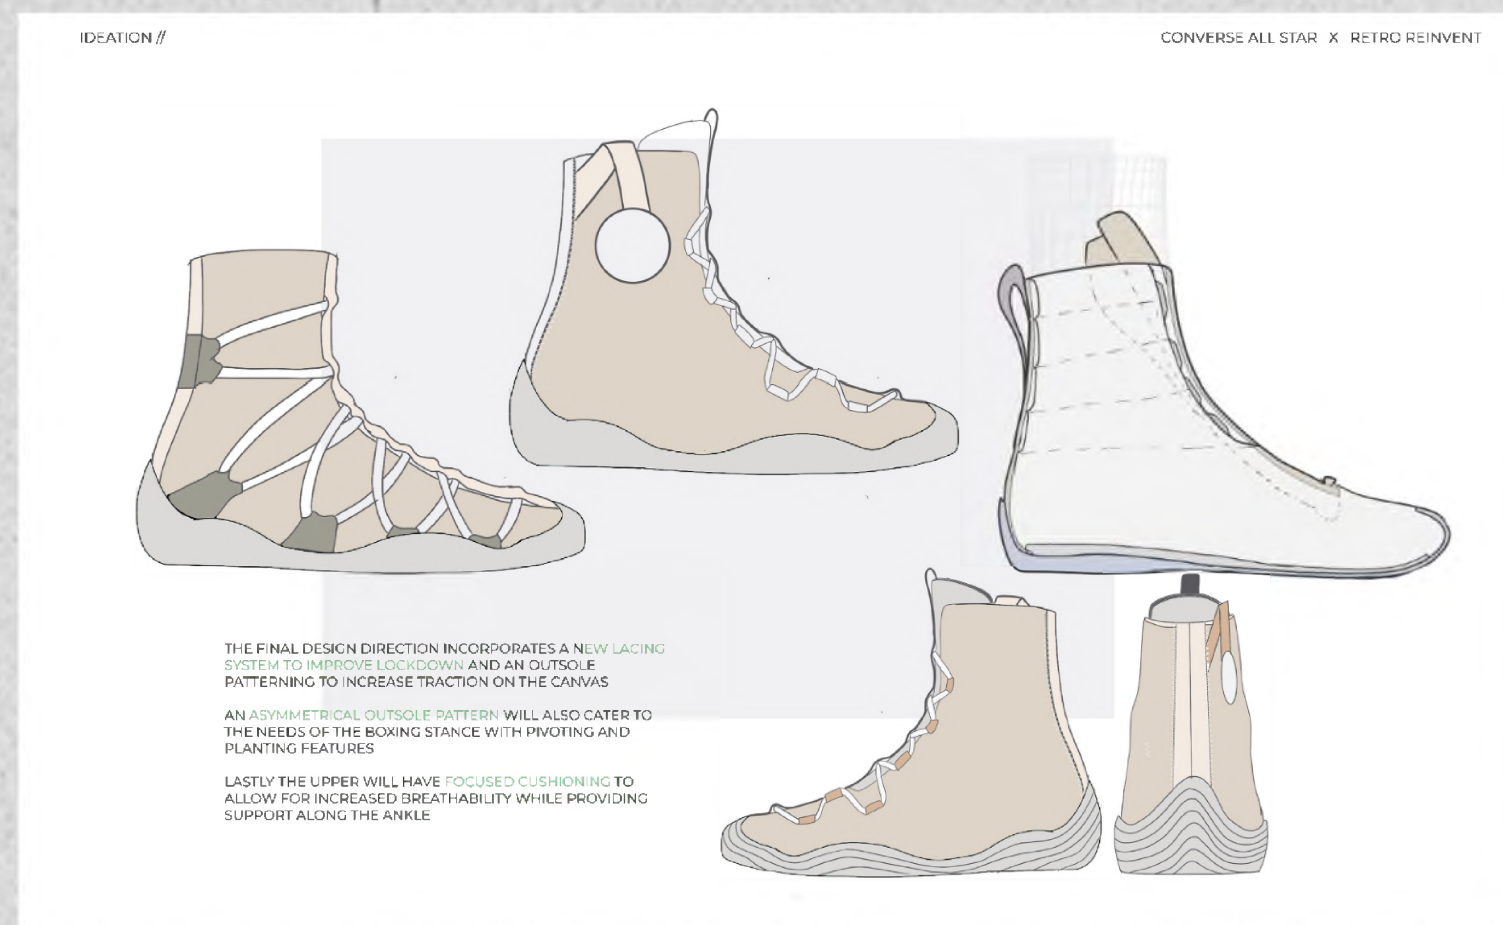 IDEATION //
CONVERSE ALL STAR X RETRO REINVENT
THE FINAL DESIGN DIRECTION INCORPORATES A NEW LACING
SYSTEM TO IMPROVE LOCKDOWN AND AN OUTSOLE
PATTERNING TO INCREASE TRACTION ON THE CANVAS
AN ASYMMETRICAL OUTSOLE PATTERN WILL ALSO CATER TO
THE NEEDS OF THE BOXING STANCE WITH PIVOTING AND
PLANTING FEATURES
LASTLY THE UPPER WILL HAVE FOCUSED CUSHIONING TO
ALLOW FOR INCREASED BREATHABILITY WHILE PROVIDING
SUPPORT ALONG THE ANKLE